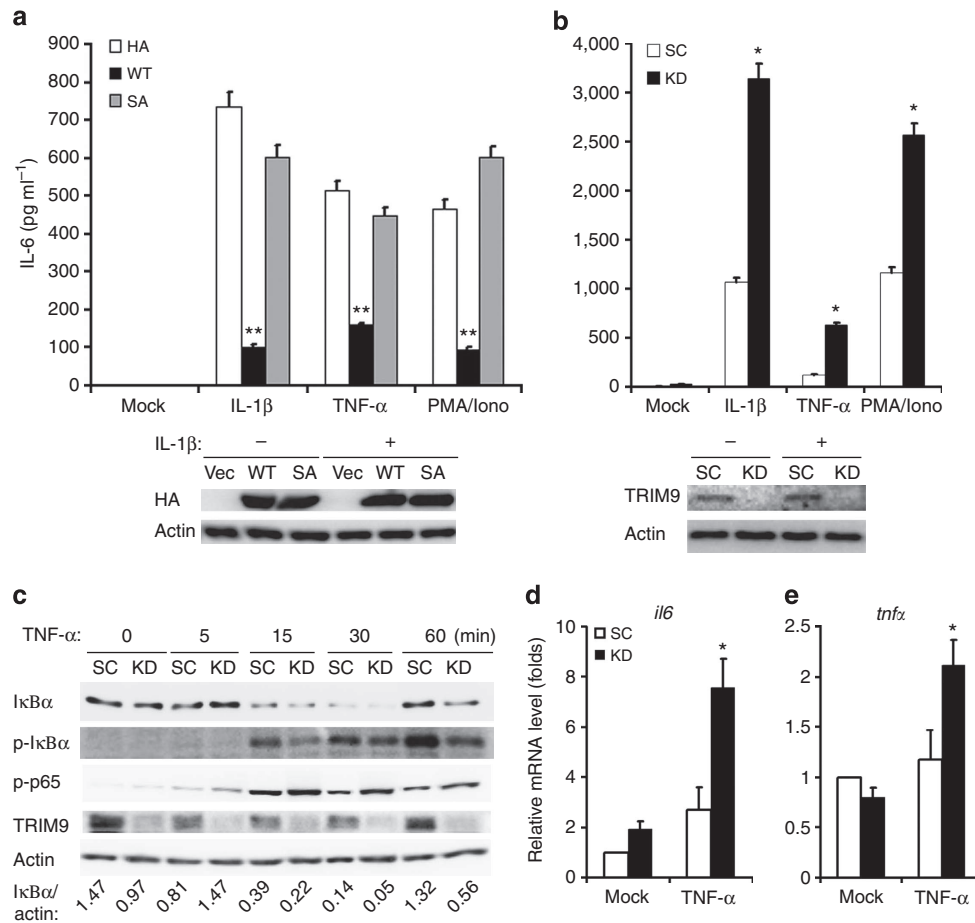 a
900
800
700
600
500
400
300
200
100
0
IL-6 (pg ml−1)
HA
WT
SA
**
**
**
Mock IL-1β TNF-α PMA/Iono
IL-1β: − +
Vec WT SA Vec WT SA
HA
Actin
b
4,000
3,500
3,000
2,500
2,000
1,500
1,000
500
0
SC
KD
*
*
*
Mock IL-1β TNF-α PMA/Iono
− +
SC KD SC KD
TRIM9
Actin
c
TNF-α: 0 5 15 30 60 (min)
SC KD SC KD SC KD SC KD SC KD
IκBα
p-IκBα
p-p65
TRIM9
Actin
IκBα/
actin:
1.47 0.97 0.81 1.47 0.39 0.22 0.14 0.05 1.32 0.56
d
il6
10
8
6
4
2
0
Relative mRNA level (folds)
SC
KD
*
Mock TNF-α
e
tnfα
2.5
2
1.5
1
0.5
0
*
Mock TNF-α